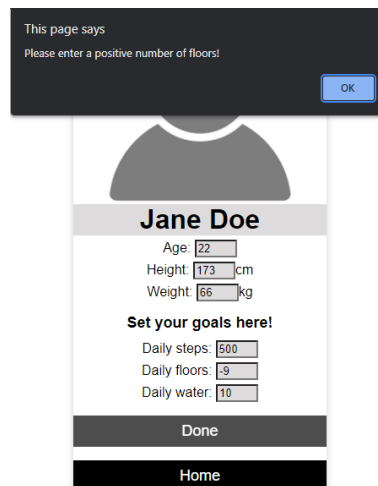 This page says
Please enter a positive number of floors!
OK
Jane Doe
Age: 22
Height: 173 cm
Weight: 66 kg
Set your goals here!
Daily steps: 500
Daily floors: -9
Daily water: 10
Done
Home